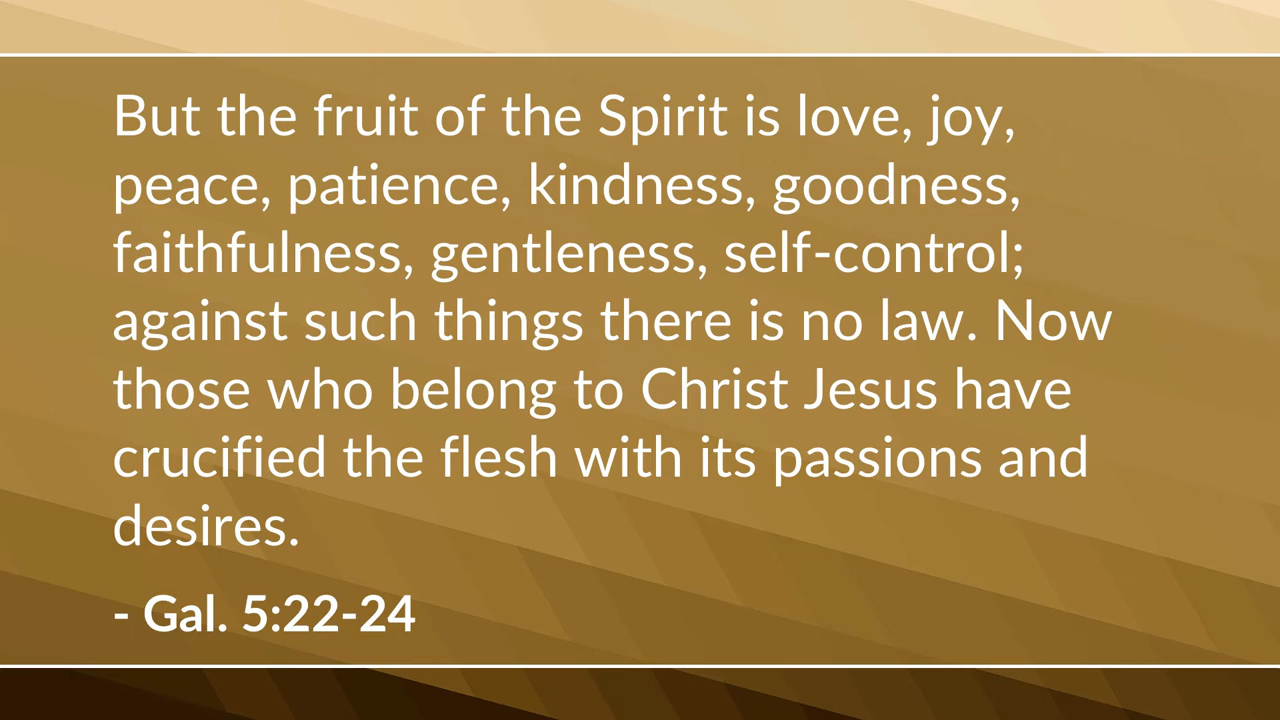 But the fruit of the Spirit is love, joy,
peace, patience, kindness, goodness,
faithfulness, gentleness, self-control;
against such things there is no law. Now
those who belong to Christ Jesus have
crucified the flesh with its passions and
desires.
- Gal. 5:22-24